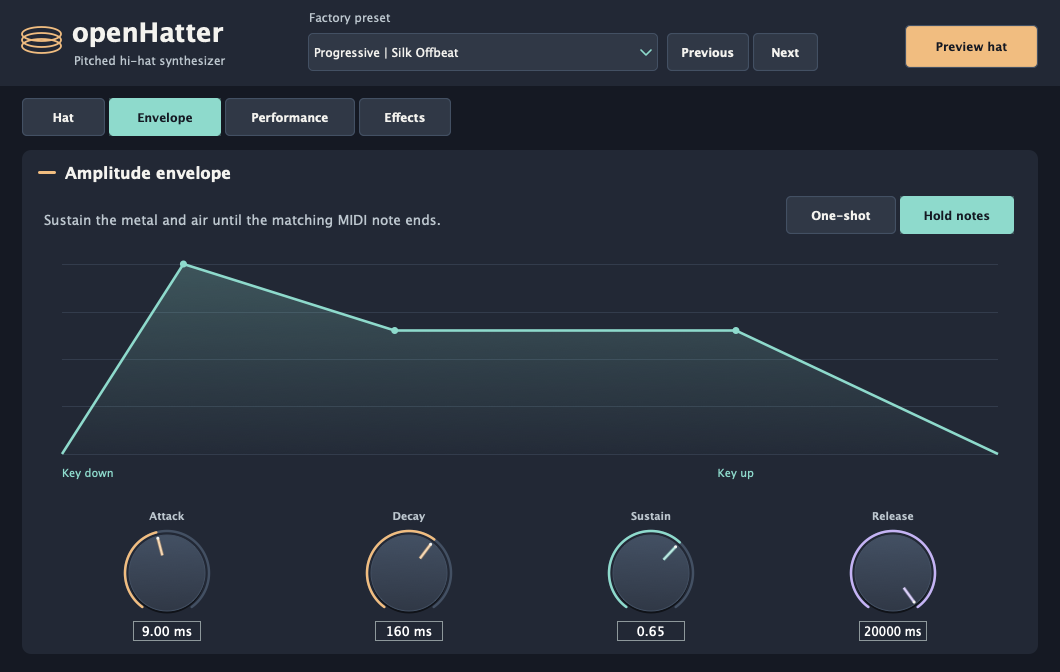 openHatter
Pitched hi-hat synthesizer
Factory preset
Progressive | Silk Offbeat
Previous
Next
Preview hat
Hat
Envelope
Performance
Effects
Amplitude envelope
Sustain the metal and air until the matching MIDI note ends.
One-shot
Hold notes
Key down
Key up
Attack
Decay
Sustain
Release
9.00 ms
160 ms
0.65
20000 ms